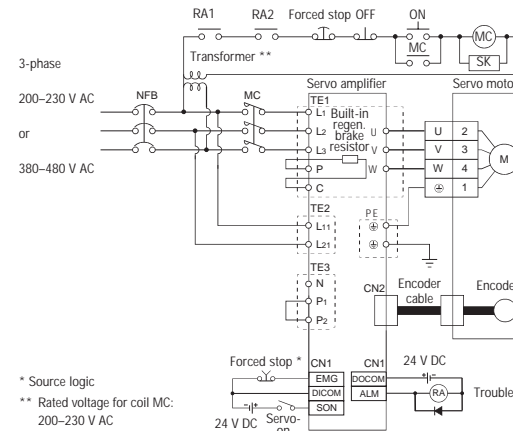 RA1 RA2 Forced stop OFF ON
MC
MC
SK
3-phase
Transformer **
200–230 V AC
NFB
MC
Servo amplifier
Servo moto
TE1
or
L1
Built-in
regen.
brake
resistor
L2
L3
P
C
U
V
W
U 2
V 3
W 4
1
M
380–480 V AC
TE2
L11
L21
PE
TE3
N
P1
P2
CN2
Encoder
cable
Encode
Forced stop *
CN1
CN1
24 V DC
EMG
DICOM
SON
DOCOM
ALM
RA
Trouble
24 V DC
Servo-
on
* Source logic
** Rated voltage for coil MC:
200–230 V AC